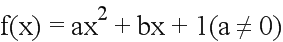 f(x) = ax² + bx + 1(a ≠ 0)